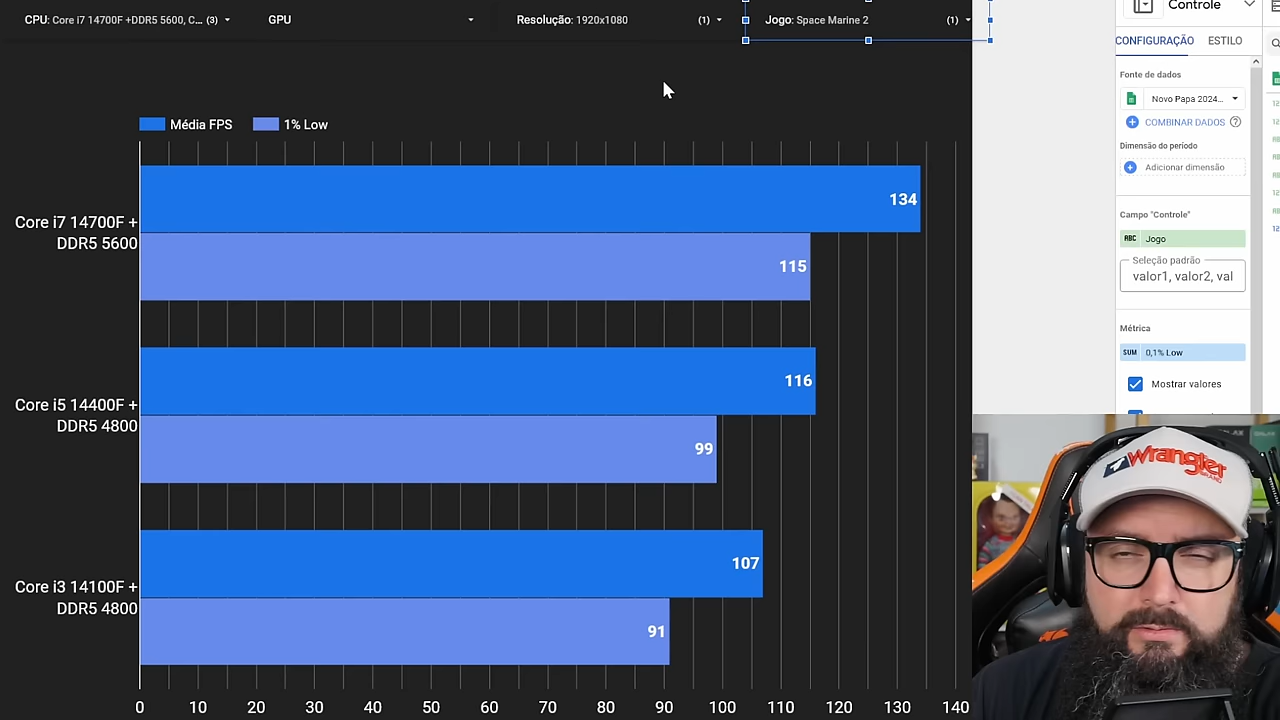 CPU: Core i7 14700F +DDR5 5600, C... (3)
GPU
Resolução: 1920x1080 (1)
Jogo: Space Marine 2 (1)
Controle
CONFIGURAÇÃO ESTILO
Fonte de dados
Novo Papa 2024...
COMBINAR DADOS
Dimensão do período
Adicionar dimensão
Campo "Controle"
ABC Jogo
Seleção padrão
valor1, valor2, val
Métrica
SUM 0,1% Low
Mostrar valores
Média FPS 1% Low
Core i7 14700F +
DDR5 5600
134
115
Core i5 14400F +
DDR5 4800
116
99
Core i3 14100F +
DDR5 4800
107
91
0 10 20 30 40 50 60 70 80 90 100 110 120 130 140
Wrangler